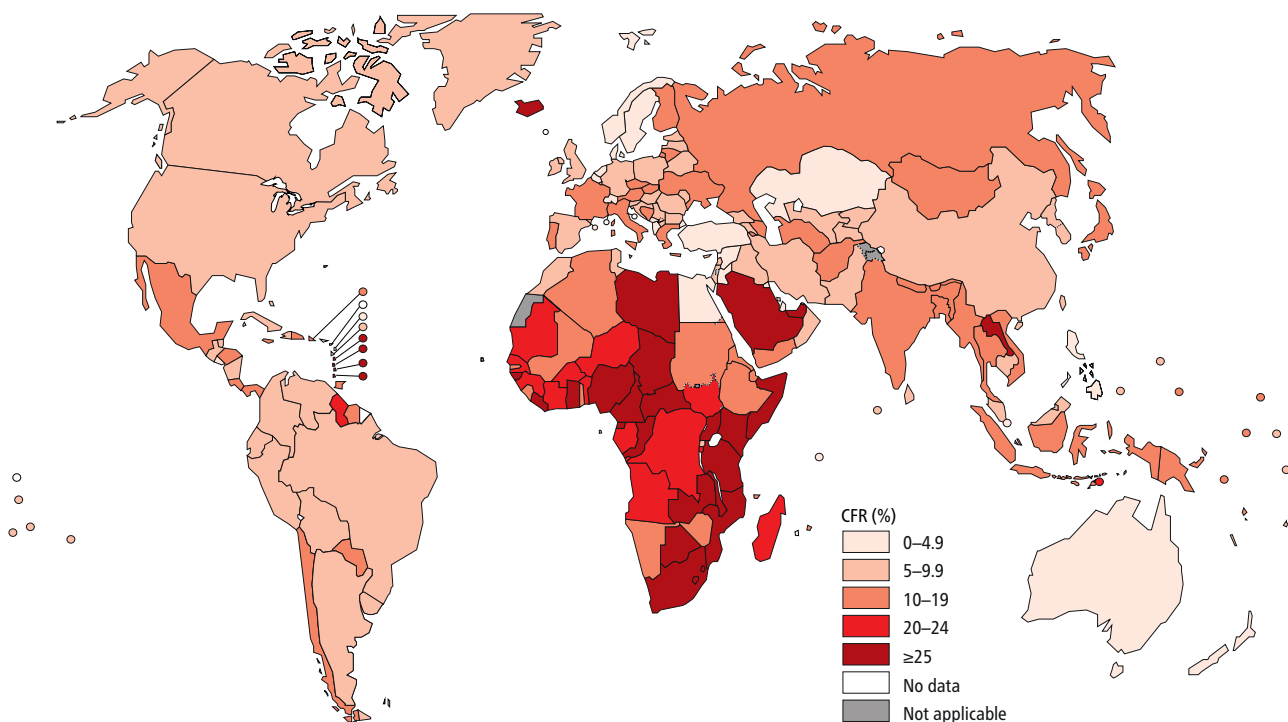 CFR (%)
0–4.9
5–9.9
10–19
20–24
≥25
No data
Not applicable